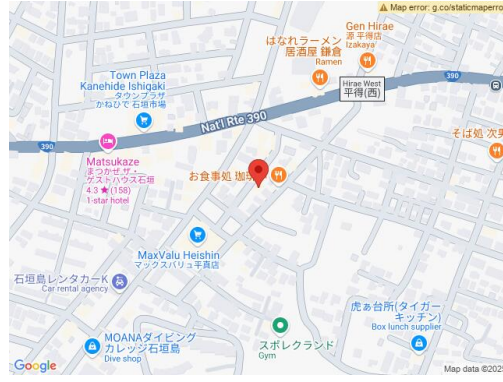 Map error: g.co/staticmaperro
Gen Hirae
源 平得店
Izakaya
はなれラーメン
居酒屋 鎌倉
Ramen
Hirae West
平得(西)
390
Town Plaza
Kanehide Ishigaki
タウンプラザ
かねひで 石垣市場
Nat'l Rte 390
390
そば処 次男
Matsukaze
まつかぜ ザ・
ゲストハウス石垣
4.3★(158)
1-star hotel
お食事処 珈琲
MaxValu Heishin
マックスバリュ平真店
石垣島レンタカーK
Car rental agency
虎ぁ台所(タイガー
キッチン)
Box lunch supplier
スポレクランド
Gym
MOANAダイビング
カレッジ石垣島
Dive shop
Google
Map data ©202